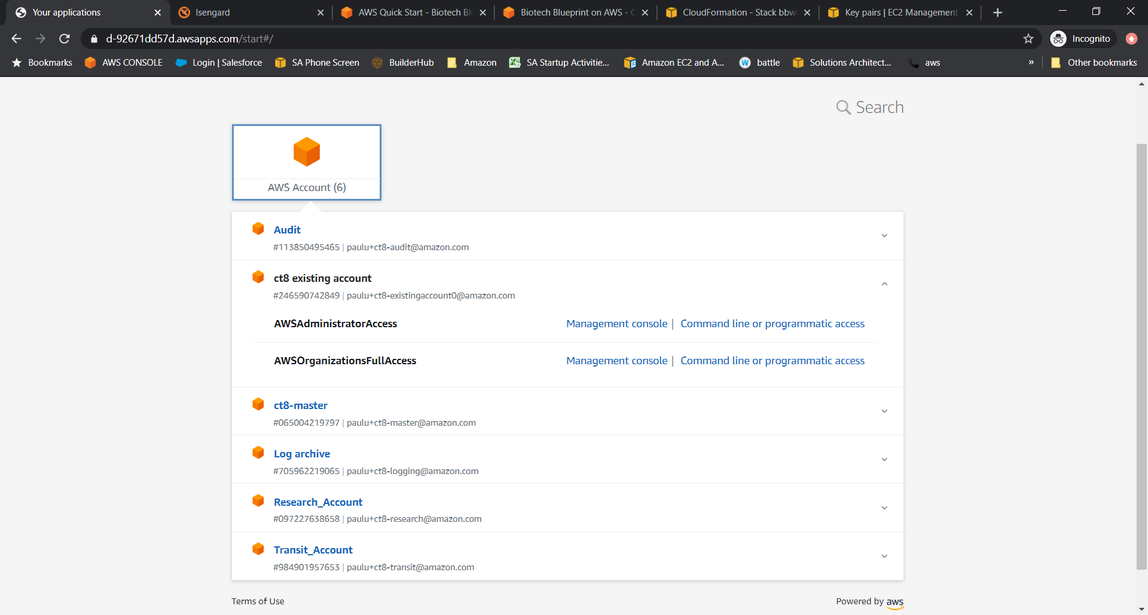 Your applications
Isengard
AWS Quick Start - Biotech Bl
Biotech Blueprint on AWS - 
CloudFormation - Stack bbw
Key pairs | EC2 Management
d-92671dd57d.awsapps.com/start#/
Incognito
Bookmarks
AWS CONSOLE
Login | Salesforce
SA Phone Screen
BuilderHub
Amazon
SA Startup Activitie...
Amazon EC2 and A...
battle
Solutions Architect...
aws
»
Other bookmarks
Search
AWS Account (6)
Audit
#113850495465 | paulu+ct8-audit@amazon.com
ct8 existing account
#246590742849 | paulu+ct8-existingaccount0@amazon.com
AWSAdministratorAccess Management console | Command line or programmatic access
AWSOrganizationsFullAccess Management console | Command line or programmatic access
ct8-master
#065004219797 | paulu+ct8-master@amazon.com
Log archive
#705962219065 | paulu+ct8-logging@amazon.com
Research_Account
#097227638658 | paulu+ct8-research@amazon.com
Transit_Account
#984901957653 | paulu+ct8-transit@amazon.com
Terms of Use
Powered by aws